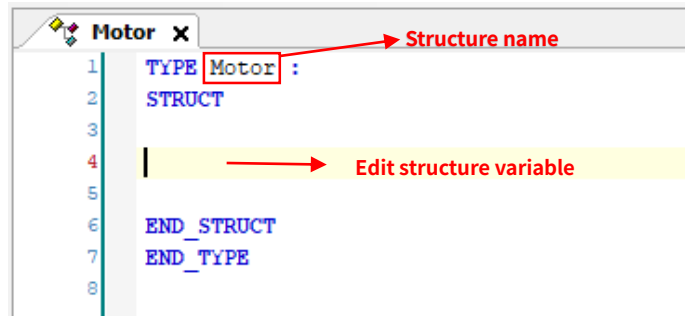 Motor X
Structure name
1 TYPE Motor :
2 STRUCT
3
4 Edit structure variable
5
6 END_STRUCT
7 END_TYPE
8